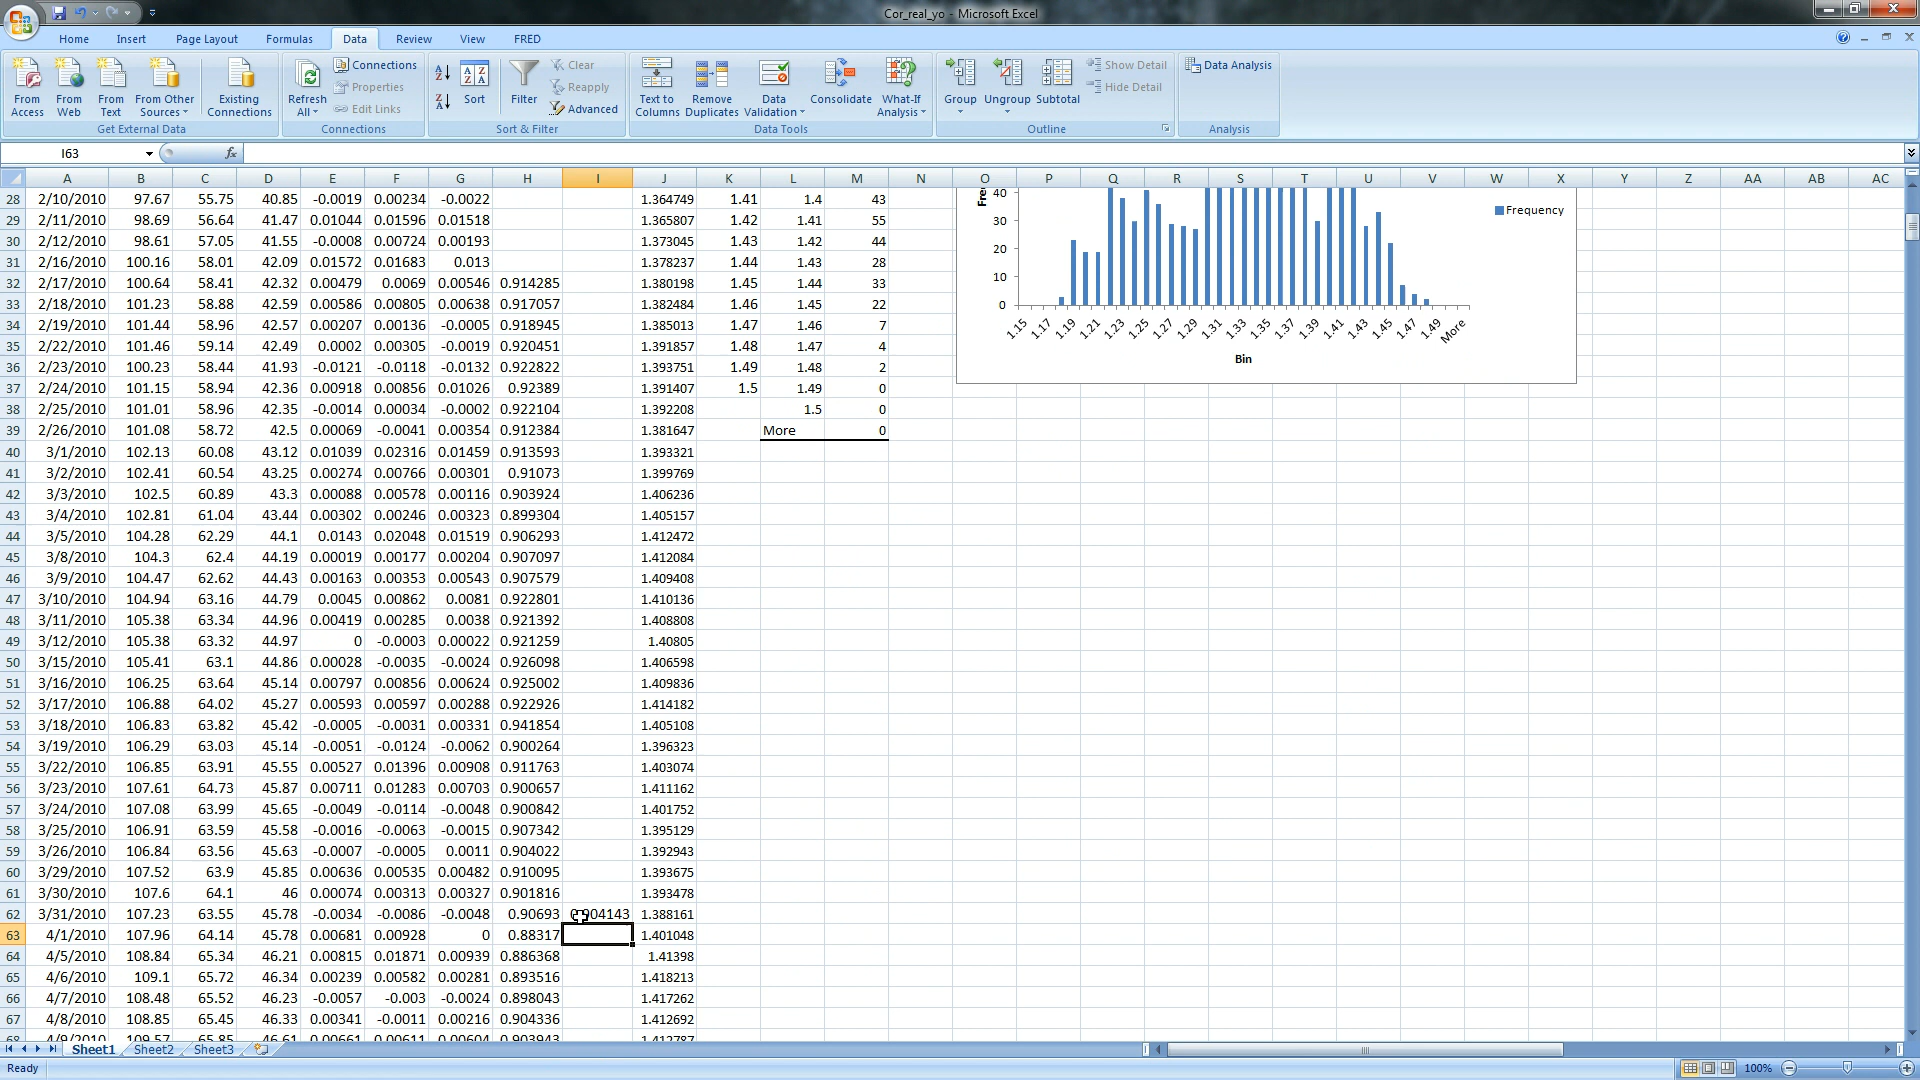 Cor_real_yo - Microsoft Excel
Home Insert Page Layout Formulas Data Review View FRED
From Access From Web From Text From Other Sources Existing Connections Refresh All Connections Properties Edit Links Sort Filter Clear Reapply Advanced Text to Columns Remove Duplicates Data Validation Consolidate What-If Analysis Group Ungroup Subtotal Show Detail Hide Detail Data Analysis
Get External Data Connections Sort & Filter Data Tools Outline Analysis
I63 fx
A B C D E F G H I J K L M N O P Q R S T U V W X Y Z AA AB AC
28 2/10/2010 97.67 55.75 40.85 -0.0019 0.00234 -0.0022 1.364749 1.41 1.4 43
29 2/11/2010 98.69 56.64 41.47 0.01044 0.01596 0.01518 1.365807 1.42 1.41 55
30 2/12/2010 98.61 57.05 41.55 -0.0008 0.00724 0.00193 1.373045 1.43 1.42 44
31 2/16/2010 100.16 58.01 42.09 0.01572 0.01683 0.013 1.378237 1.44 1.43 28
32 2/17/2010 100.64 58.41 42.32 0.00479 0.0069 0.00546 0.914285 1.380198 1.45 1.44 33
33 2/18/2010 101.23 58.88 42.59 0.00586 0.00805 0.00638 0.917057 1.382484 1.46 1.45 22
34 2/19/2010 101.44 58.96 42.57 0.00207 0.00136 -0.0005 0.918945 1.385013 1.47 1.46 7
35 2/22/2010 101.46 59.14 42.49 0.0002 0.00305 -0.0019 0.920451 1.391857 1.48 1.47 4
36 2/23/2010 100.23 58.44 41.93 -0.0121 -0.0118 -0.0132 0.922822 1.393751 1.49 1.48 2
37 2/24/2010 101.15 58.94 42.36 0.00918 0.00856 0.01026 0.92389 1.391407 1.5 1.49 0
38 2/25/2010 101.01 58.96 42.35 -0.0014 0.00034 -0.0002 0.922104 1.392208 1.5 0
39 2/26/2010 101.08 58.72 42.5 0.00069 -0.0041 0.00354 0.912384 1.381647 More 0
40 3/1/2010 102.13 60.08 43.12 0.01039 0.02316 0.01459 0.913593 1.393321
41 3/2/2010 102.41 60.54 43.25 0.00274 0.00766 0.00301 0.91073 1.399769
42 3/3/2010 102.5 60.89 43.3 0.00088 0.00578 0.00116 0.903924 1.406236
43 3/4/2010 102.81 61.04 43.44 0.00302 0.00246 0.00323 0.899304 1.405157
44 3/5/2010 104.28 62.29 44.1 0.0143 0.02048 0.01519 0.906293 1.412472
45 3/8/2010 104.3 62.4 44.19 0.00019 0.00177 0.00204 0.907097 1.412084
46 3/9/2010 104.47 62.62 44.43 0.00163 0.00353 0.00543 0.907579 1.409408
47 3/10/2010 104.94 63.16 44.79 0.0045 0.00862 0.0081 0.922801 1.410136
48 3/11/2010 105.38 63.34 44.96 0.00419 0.00285 0.0038 0.921392 1.408808
49 3/12/2010 105.38 63.32 44.97 0 -0.0003 0.00022 0.921259 1.40805
50 3/15/2010 105.41 63.1 44.86 0.00028 -0.0035 -0.0024 0.926098 1.406598
51 3/16/2010 106.25 63.64 45.14 0.00797 0.00856 0.00624 0.925002 1.409836
52 3/17/2010 106.88 64.02 45.27 0.00593 0.00597 0.00288 0.922926 1.414182
53 3/18/2010 106.83 63.82 45.42 -0.0005 -0.0031 0.00331 0.941854 1.405108
54 3/19/2010 106.29 63.03 45.14 -0.0051 -0.0124 -0.0062 0.900264 1.396323
55 3/22/2010 106.85 63.91 45.55 0.00527 0.01396 0.00908 0.911763 1.403074
56 3/23/2010 107.61 64.73 45.87 0.00711 0.01283 0.00703 0.900657 1.411162
57 3/24/2010 107.08 63.99 45.65 -0.0049 -0.0114 -0.0048 0.900842 1.401752
58 3/25/2010 106.91 63.59 45.58 -0.0016 -0.0063 -0.0015 0.907342 1.395129
59 3/26/2010 106.84 63.56 45.63 -0.0007 -0.0005 0.0011 0.904022 1.392943
60 3/29/2010 107.52 63.9 45.85 0.00636 0.00535 0.00482 0.910095 1.393675
61 3/30/2010 107.6 64.1 46 0.00074 0.00313 0.00327 0.901816 1.393478
62 3/31/2010 107.23 63.55 45.78 -0.0034 -0.0086 -0.0048 0.90693 0.904143 1.388161
63 4/1/2010 107.96 64.14 45.78 0.00681 0.00928 0 0.88317 1.401048
64 4/5/2010 108.84 65.34 46.21 0.00815 0.01871 0.00939 0.886368 1.41398
65 4/6/2010 109.1 65.72 46.34 0.00239 0.00582 0.00281 0.893516 1.418213
66 4/7/2010 108.48 65.52 46.23 -0.0057 -0.003 -0.0024 0.898043 1.417262
67 4/8/2010 108.85 65.45 46.33 0.00341 -0.0011 0.00216 0.904336 1.412692
68 4/9/2010 109.57 65.85 46.61 0.00661 0.00611 0.00604 0.903943 1.412787
Fre
40
30
20
10
0
1.15 1.17 1.19 1.21 1.23 1.25 1.27 1.29 1.31 1.33 1.35 1.37 1.39 1.41 1.43 1.45 1.47 1.49 More
Bin
Frequency
Sheet1 Sheet2 Sheet3
Ready 100%